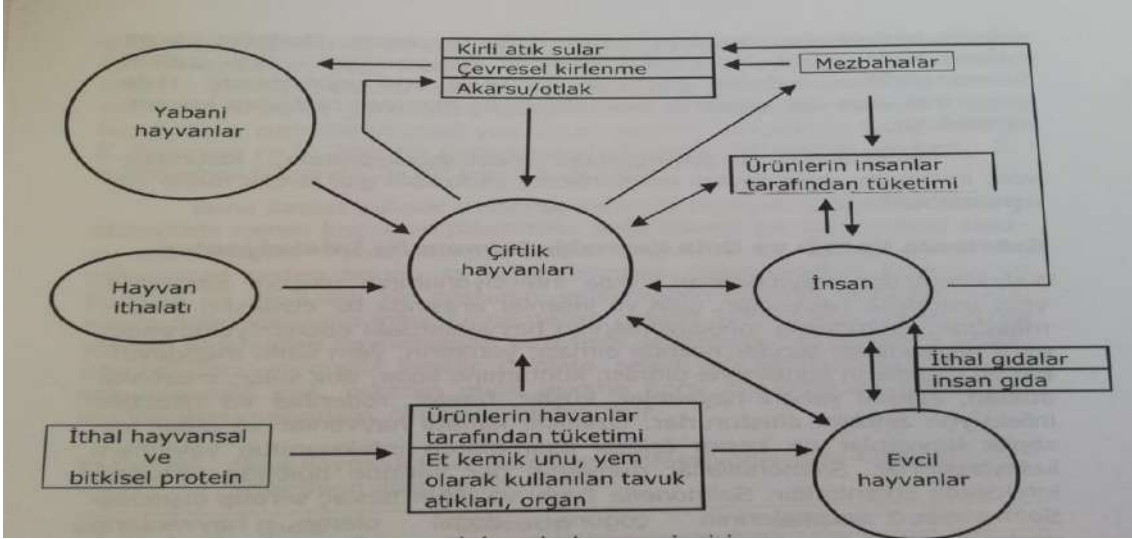 Kirli atık sular
Çevresel kirlenme
Akarsu/otlak
Mezbahalar
Yabani
hayvanlar
Ürünlerin insanlar
tarafından tüketimi
Çiftlik
hayvanları
Hayvan
ithalatı
İnsan
İthal gıdalar
insan gıda
İthal hayvansal
ve
bitkisel protein
Ürünlerin havanlar
tarafından tüketimi
Et kemik unu, yem
olarak kullanılan tavuk
atıkları, organ
Evcil
hayvanlar